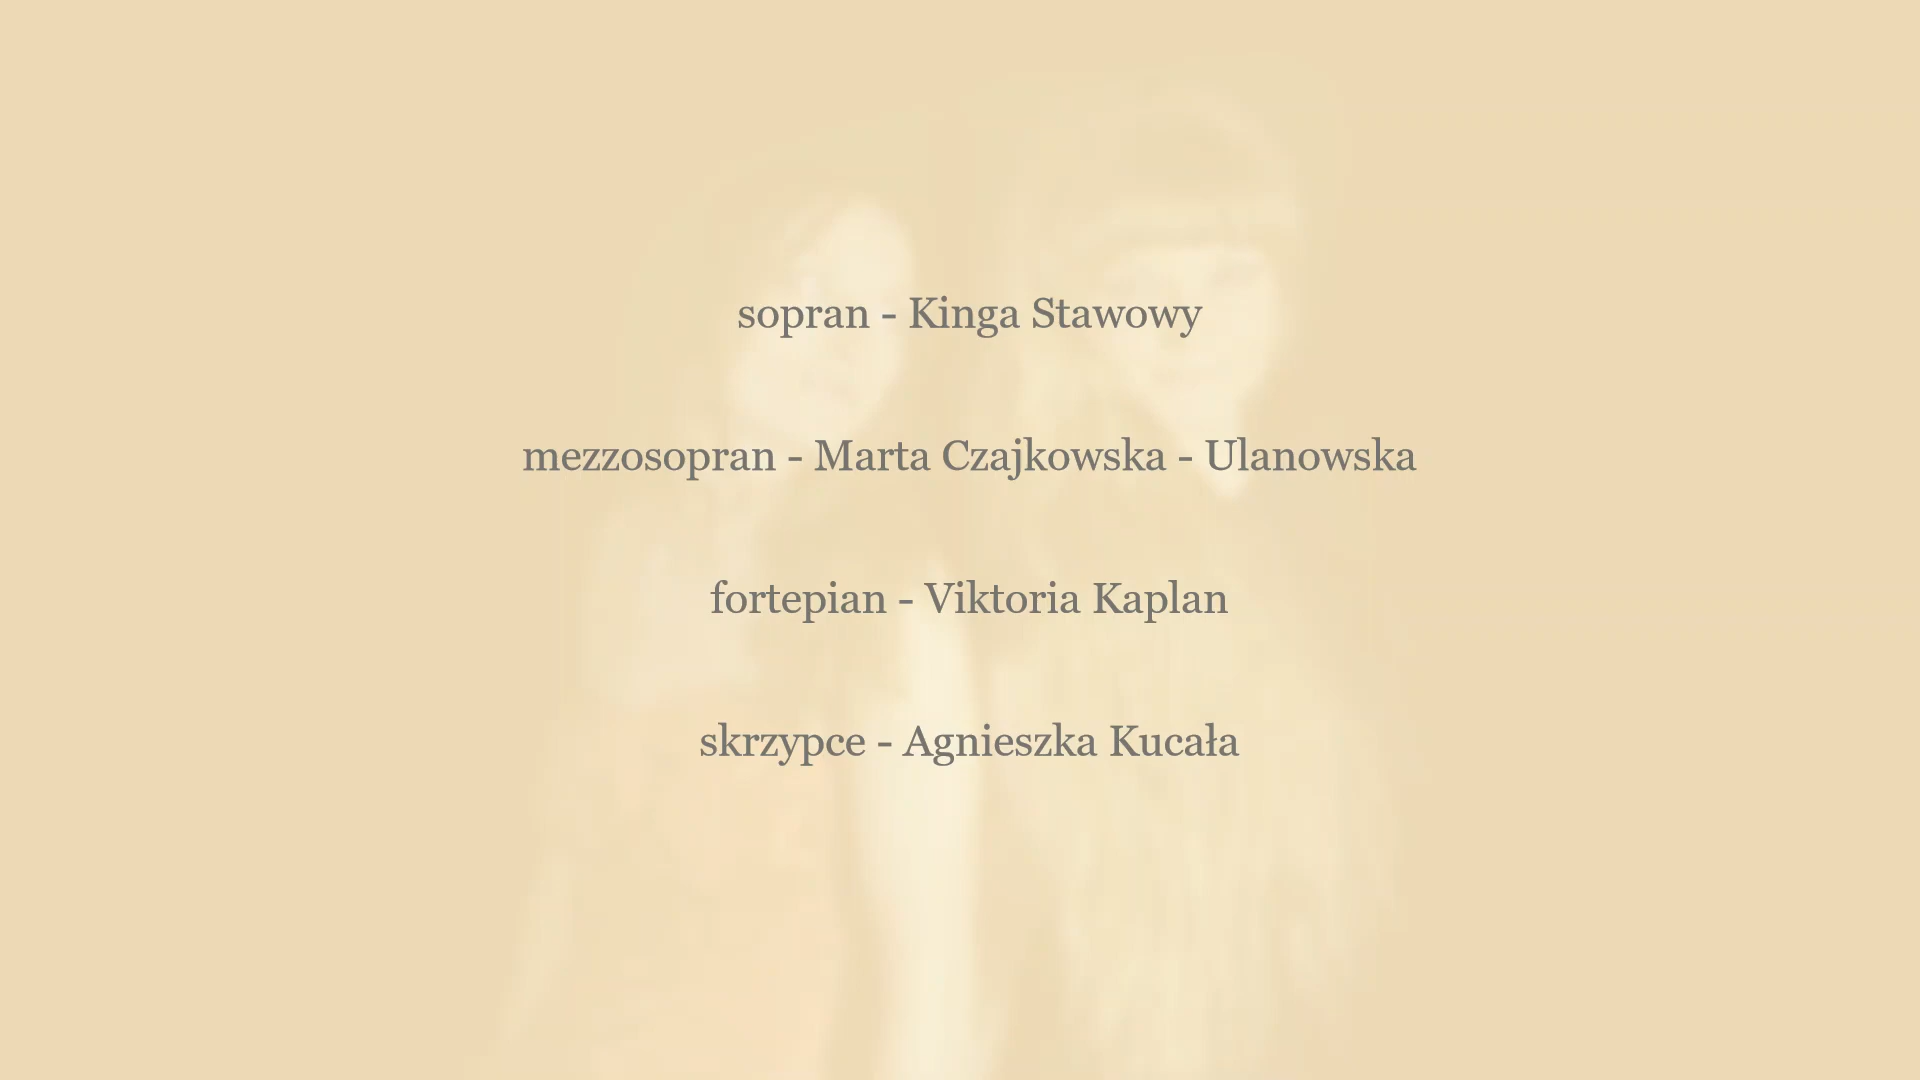 sopran - Kinga Stawowy
mezzosopran - Marta Czajkowska - Ulanowska
fortepian - Viktoria Kaplan
skrzypce - Agnieszka Kucała